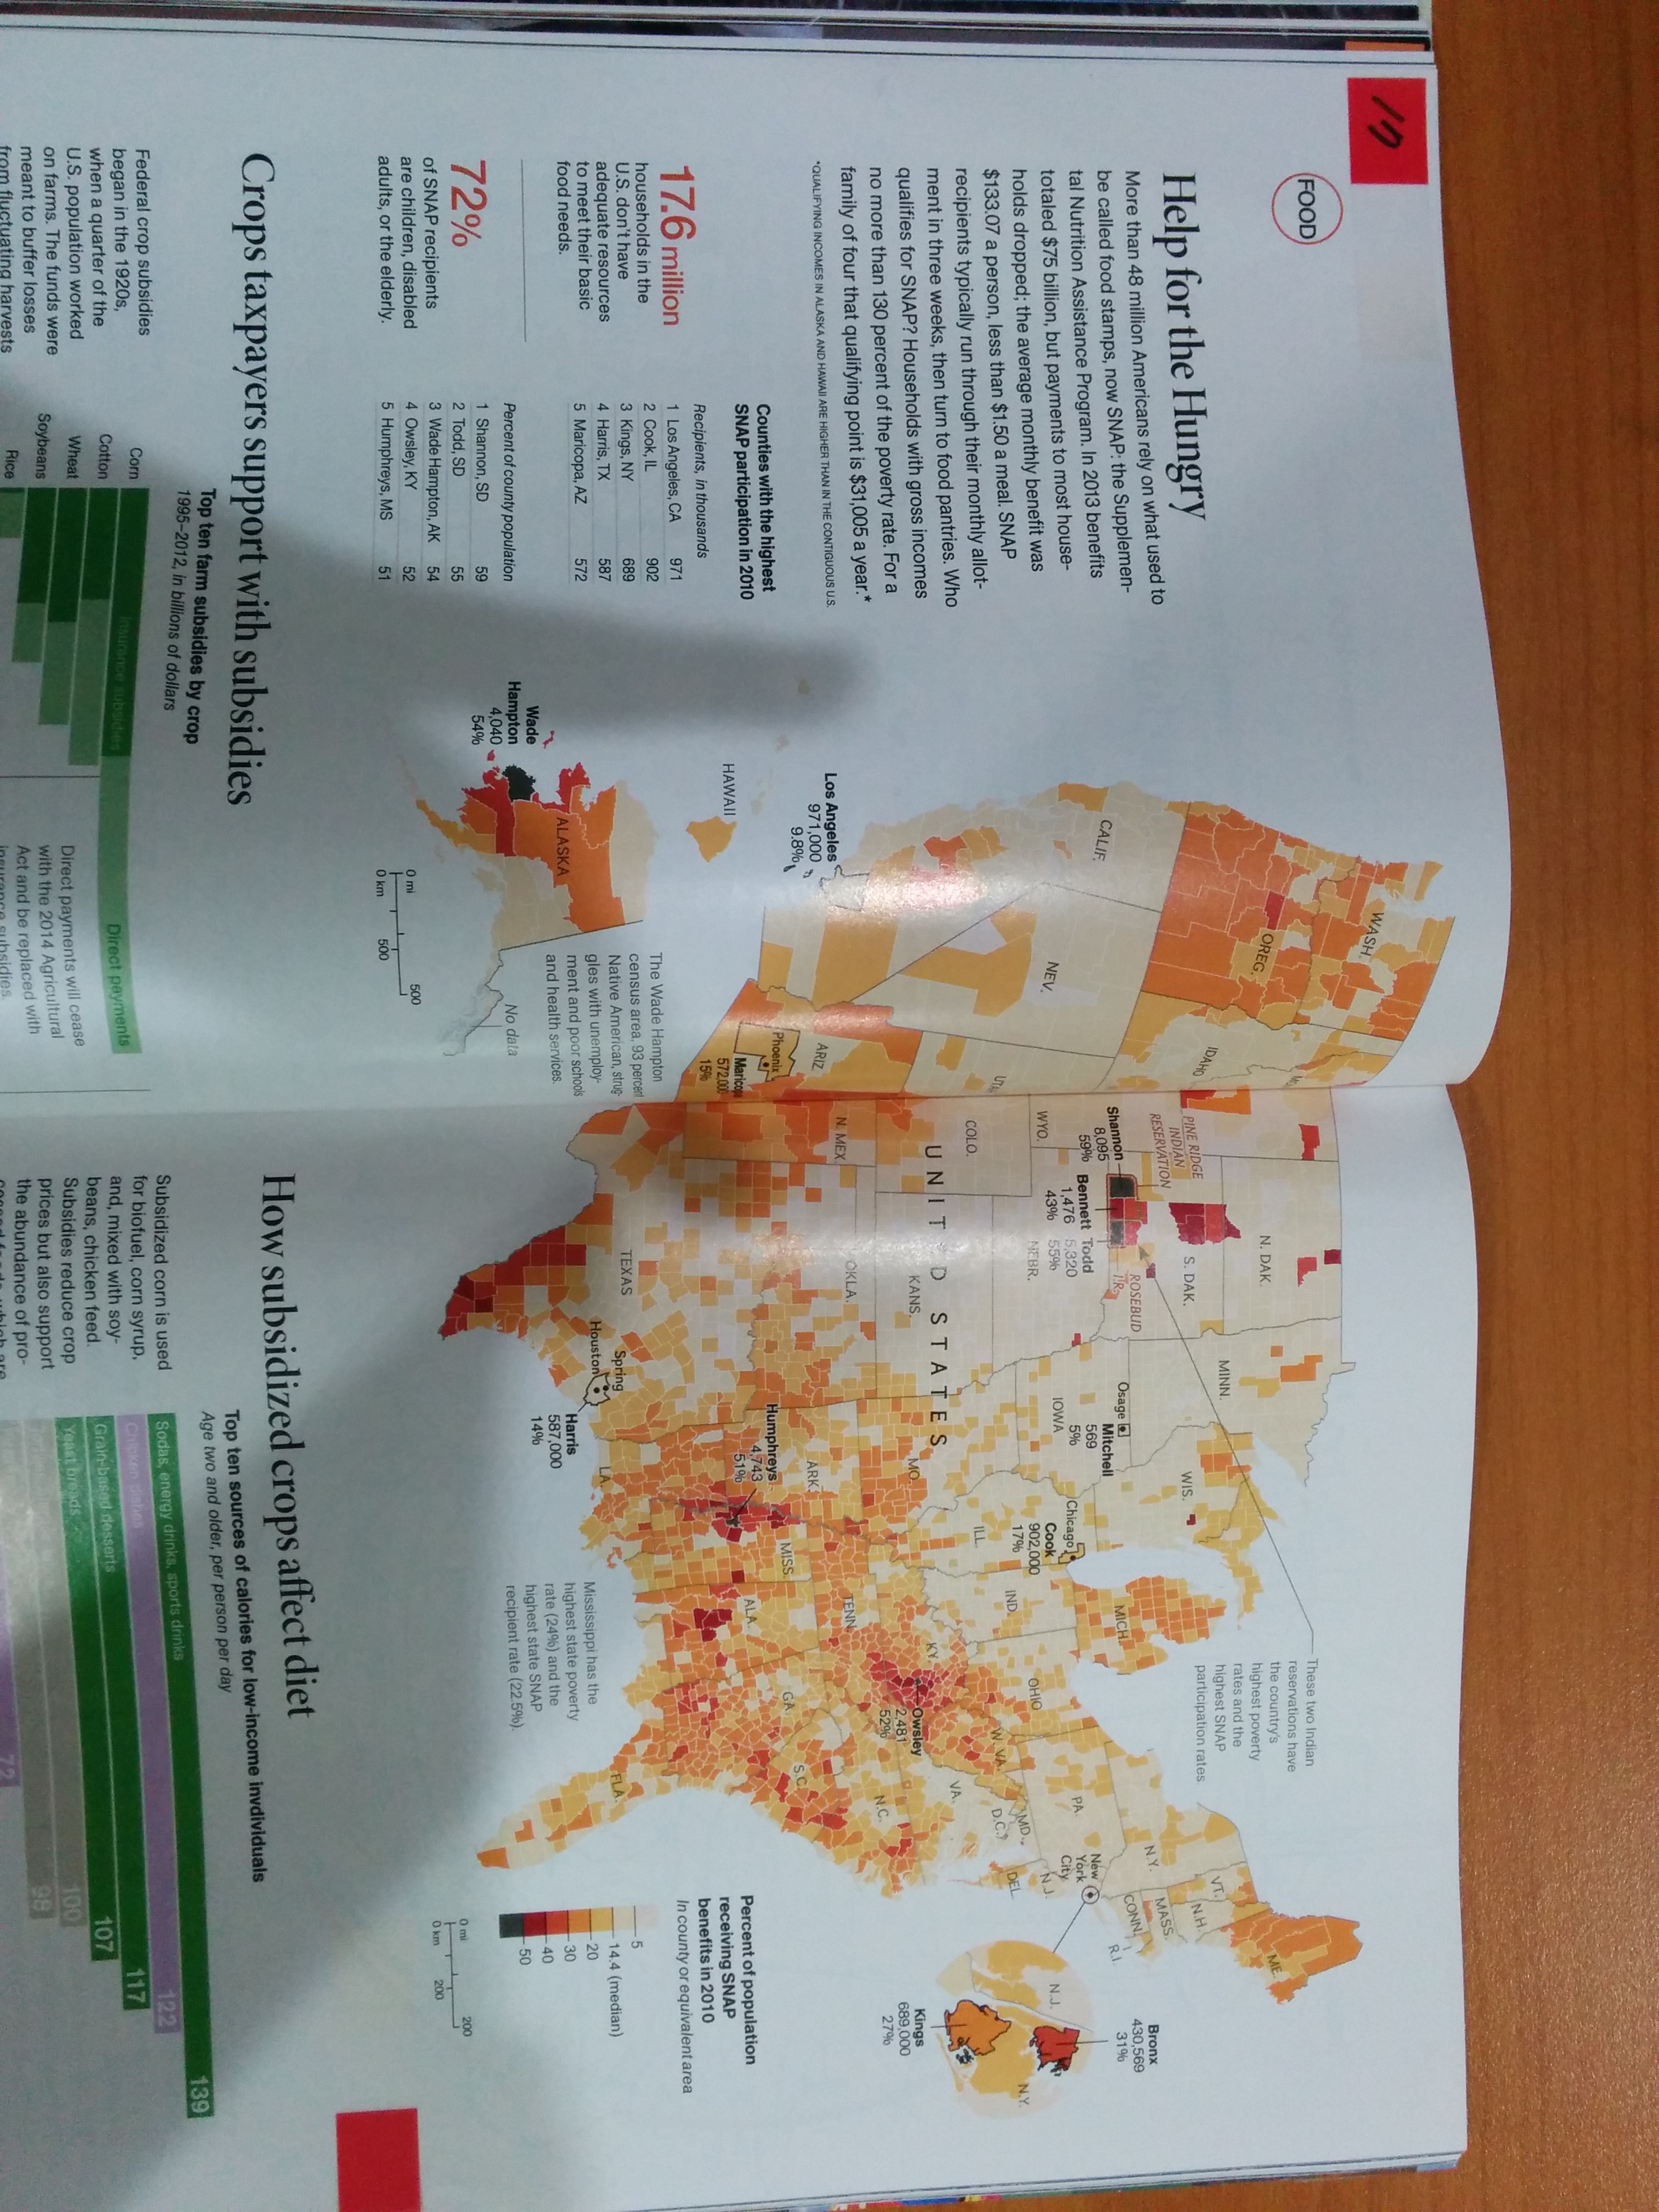 17
FOOD
Help for the Hungry
More than 48 million Americans rely on what used to
be called food stamps, now SNAP: the Supplemen-
tal Nutrition Assistance Program. In 2013 benefits
totaled $75 billion, but payments to most house-
holds dropped; the average monthly benefit was
$133.07 a person, less than $1.50 a meal. SNAP
recipients typically run through their monthly allot-
ment in three weeks, then turn to food pantries. Who
qualifies for SNAP? Households with gross incomes
no more than 130 percent of the poverty rate. For a
family of four that qualifying point is $31,005 a year.*
*QUALIFYING INCOMES IN ALASKA AND HAWAII ARE HIGHER THAN IN THE CONTIGUOUS U.S.
17.6 million
households in the
U.S. don't have
adequate resources
to meet their basic
food needs.
72%
of SNAP recipients
are children, disabled
adults, or the elderly.
Counties with the highest
SNAP participation in 2010
Recipients, in thousands
1 Los Angeles, CA 971
2 Cook, IL 902
3 Kings, NY 689
4 Harris, TX 587
5 Maricopa, AZ 572
Percent of county population
1 Shannon, SD 59
2 Todd, SD 55
3 Wade Hampton, AK 54
4 Owsley, KY 52
5 Humphreys, MS 51
WASH.
OREG.
CALIF.
NEV.
IDAHO
ARIZ.
Phoenix
Maricopa
572,000
15%
Los Angeles
971,000
9.8%
HAWAII
ALASKA
Wade
Hampton
4,040
54%
0 mi 500
0 km 500
No data
The Wade Hampton
census area, 93 percent
Native American, strug-
gles with unemploy-
ment and poor schools
and health services.
UNITED STATES
WYO.
COLO.
N. MEX.
PINE RIDGE
INDIAN
RESERVATION
Shannon
8,095
59%
Bennett
1,476
43%
Todd
5,320
55%
ROSEBUD
I.R.
N. DAK.
S. DAK.
NEBR.
KANS.
OKLA.
TEXAS
Spring
Houston
Harris
587,000
14%
MINN.
Osage
Mitchell
569
5%
IOWA
MO.
ARK.
LA.
Humphreys
4,743
51%
WIS.
Chicago
Cook
902,000
17%
ILL.
IND.
MICH.
OHIO
KY.
TENN.
MISS.
ALA.
GA.
FLA.
S.C.
N.C.
VA.
W. VA.
Owsley
2,481
52%
Mississippi has the
highest state poverty
rate (24%) and the
highest state SNAP
recipient rate (22.5%).
These two Indian
reservations have
the country's
highest poverty
rates and the
highest SNAP
participation rates.
PA.
MD.
D.C.
DEL.
N.J.
New
York
City
N.Y.
VT.
N.H.
MASS.
CONN.
R.I.
ME.
Bronx
430,569
31%
N.J.
N.Y.
Kings
689,000
27%
Percent of population
receiving SNAP
benefits in 2010
In county or equivalent area
5
14.4 (median)
20
30
40
50
0 mi 200
0 km 200
Crops taxpayers support with subsidies
Federal crop subsidies
began in the 1920s,
when a quarter of the
U.S. population worked
on farms. The funds were
meant to buffer losses
from fluctuating harvests
Top ten farm subsidies by crop
1995–2012, in billions of dollars
Corn
Insurance subsidies
Direct payments
Cotton
Wheat
Soybeans
Rice
Direct payments will cease
with the 2014 Agricultural
Act and be replaced with
insurance subsidies.
How subsidized crops affect diet
Subsidized corn is used
for biofuel, corn syrup,
and, mixed with soy-
beans, chicken feed.
Subsidies reduce crop
prices but also support
the abundance of pro-
Top ten sources of calories for low-income invdividuals
Age two and older, per person per day
Sodas, energy drinks, sports drinks 139
Chicken dishes 122
117
Grain-based desserts 107
Yeast breads 100
98
72